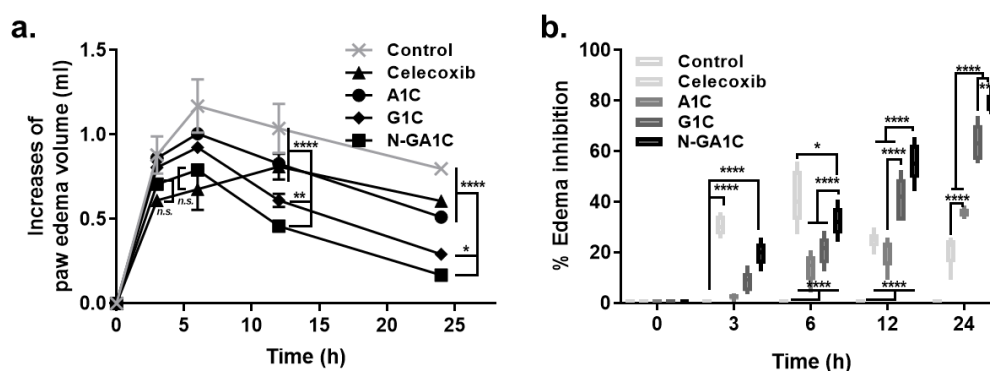 a.
Increases of
paw edema volume (ml)
1.5
1.0
0.5
0.0
0 5 10 15 20 25
Time (h)
Control
Celecoxib
A1C
G1C
N-GA1C
n.s.
n.s.
****
**
****
*
b.
% Edema inhibition
100
80
60
40
20
0
0 3 6 12 24
Time (h)
Control
Celecoxib
A1C
G1C
N-GA1C
****
****
*
****
****
****
****
****
****
****